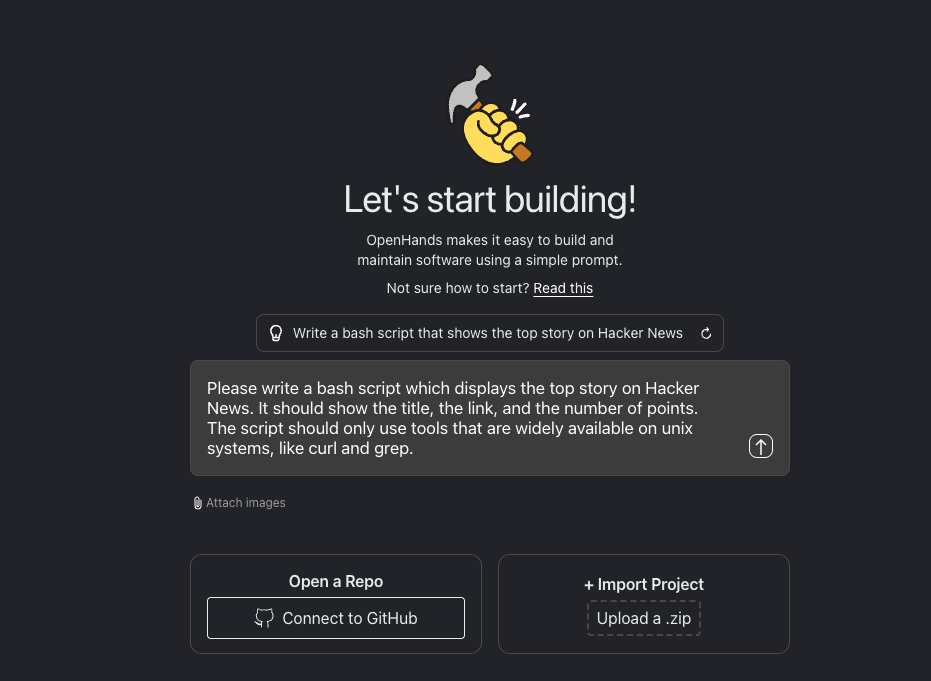 Let's start building!
OpenHands makes it easy to build and
maintain software using a simple prompt.
Not sure how to start? Read this
Write a bash script that shows the top story on Hacker News
Please write a bash script which displays the top story on Hacker
News. It should show the title, the link, and the number of points.
The script should only use tools that are widely available on unix
systems, like curl and grep.
Attach images
Open a Repo
Connect to GitHub
+ Import Project
Upload a .zip